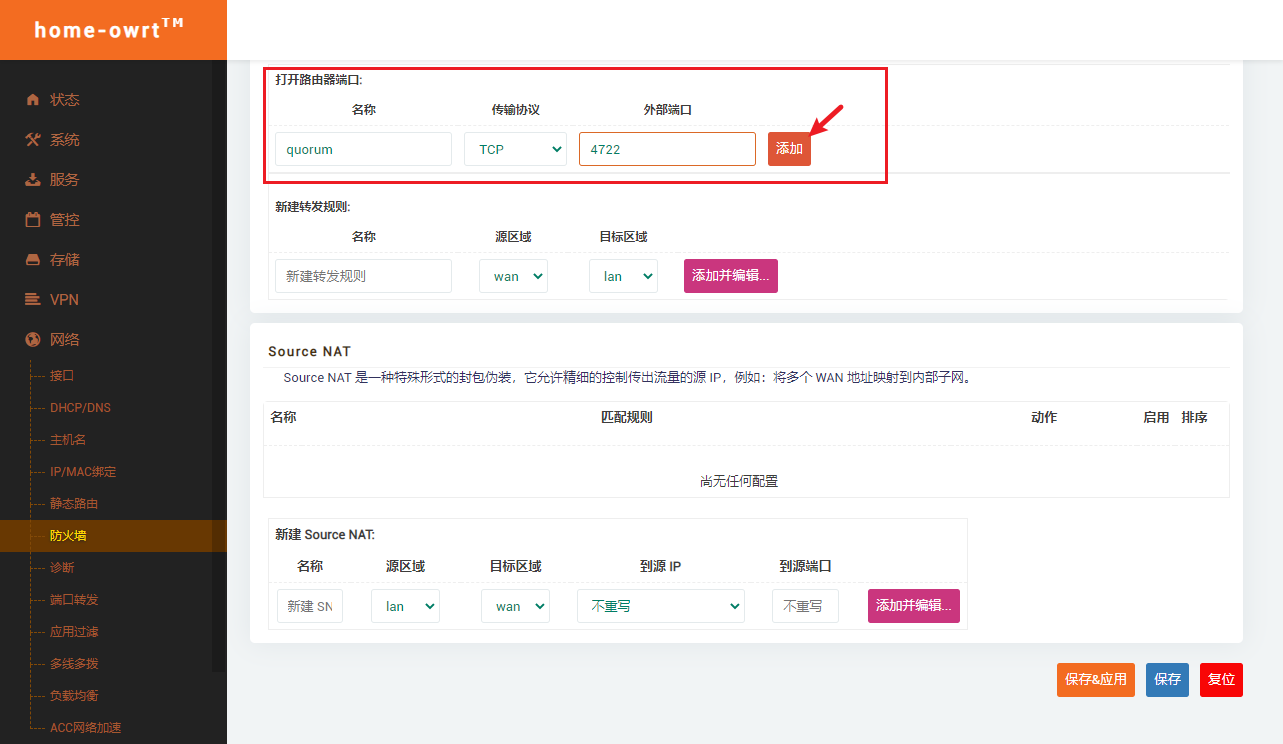 home-owrt™
状态
系统
服务
管控
存储
VPN
网络
接口
DHCP/DNS
主机名
IP/MAC绑定
静态路由
防火墙
诊断
端口转发
应用过滤
多线多拨
负载均衡
ACC网络加速
打开路由器端口:
名称 传输协议 外部端口
quorum TCP 4722 添加
新建转发规则:
名称 源区域 目标区域
新建转发规则 wan lan 添加并编辑...
Source NAT
Source NAT 是一种特殊形式的封包伪装，它允许精细的控制传出流量的源 IP，例如：将多个 WAN 地址映射到内部子网。
名称 匹配规则 动作 启用 排序
尚无任何配置
新建 Source NAT:
名称 源区域 目标区域 到源 IP 到源端口
新建 SN lan wan 不重写 不重写 添加并编辑...
保存&应用 保存 复位